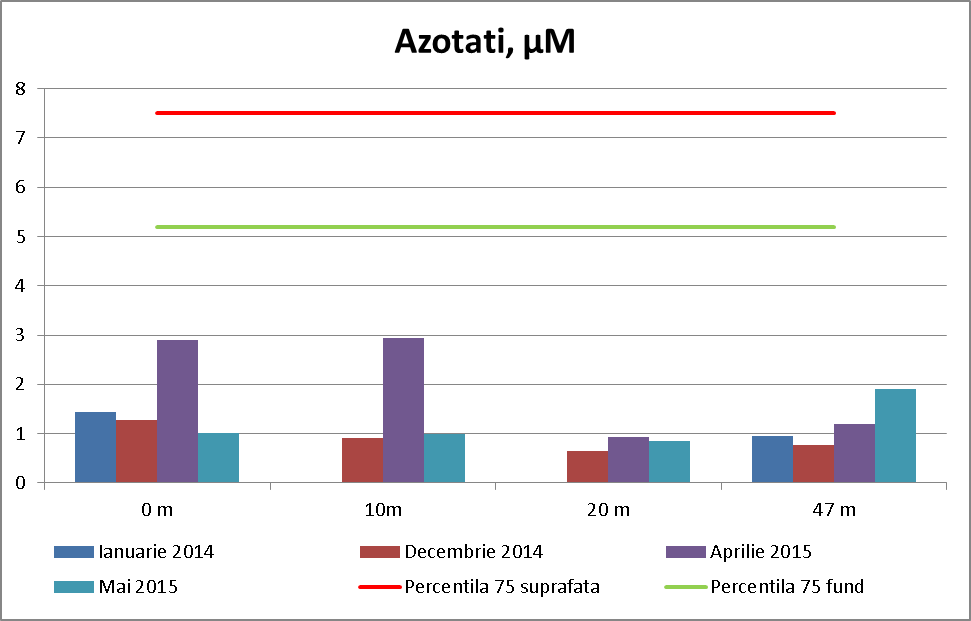 Azotati, µM
8
7
6
5
4
3
2
1
0
0 m 10m 20 m 47 m
Ianuarie 2014 Decembrie 2014 Aprilie 2015
Mai 2015 Percentila 75 suprafata Percentila 75 fund